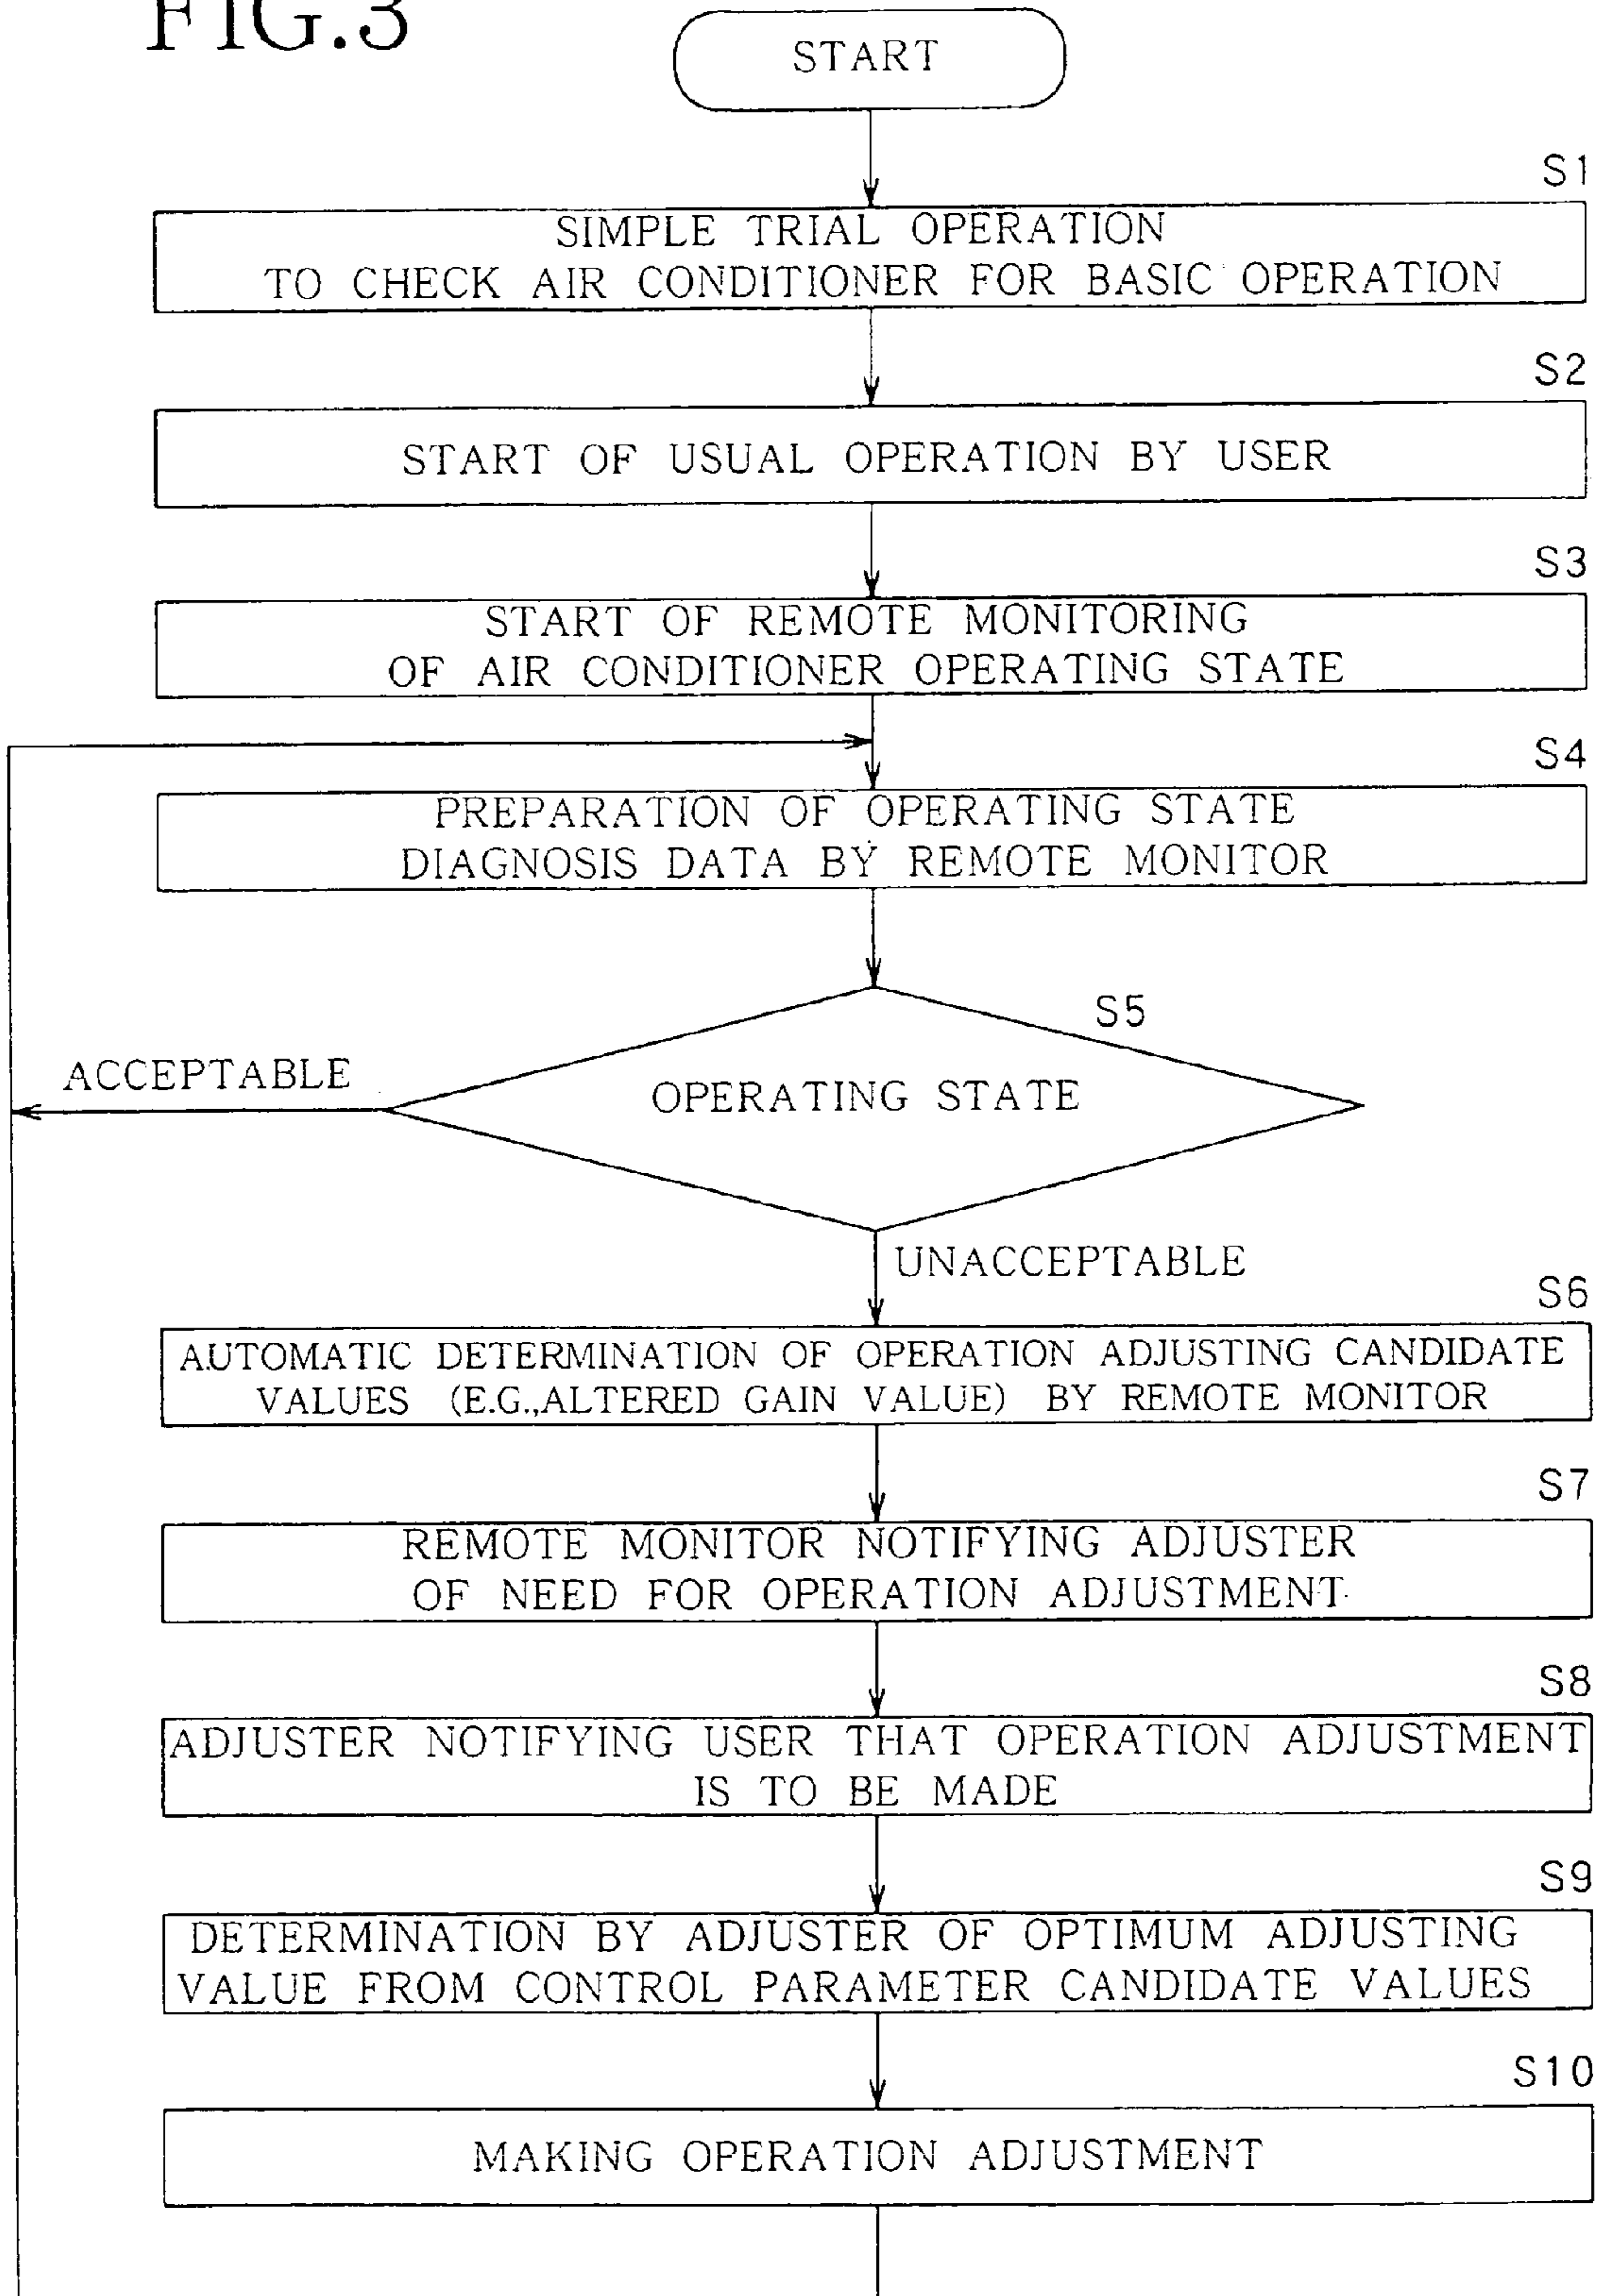 FIG.3
START
S1
SIMPLE TRIAL OPERATION
TO CHECK AIR CONDITIONER FOR BASIC OPERATION
S2
START OF USUAL OPERATION BY USER
S3
START OF REMOTE MONITORING
OF AIR CONDITIONER OPERATING STATE
S4
PREPARATION OF OPERATING STATE
DIAGNOSIS DATA BY REMOTE MONITOR
S5
ACCEPTABLE
OPERATING STATE
UNACCEPTABLE
S6
AUTOMATIC DETERMINATION OF OPERATION ADJUSTING CANDIDATE
VALUES (E.G.,ALTERED GAIN VALUE) BY REMOTE MONITOR
S7
REMOTE MONITOR NOTIFYING ADJUSTER
OF NEED FOR OPERATION ADJUSTMENT
S8
ADJUSTER NOTIFYING USER THAT OPERATION ADJUSTMENT
IS TO BE MADE
S9
DETERMINATION BY ADJUSTER OF OPTIMUM ADJUSTING
VALUE FROM CONTROL PARAMETER CANDIDATE VALUES
S10
MAKING OPERATION ADJUSTMENT